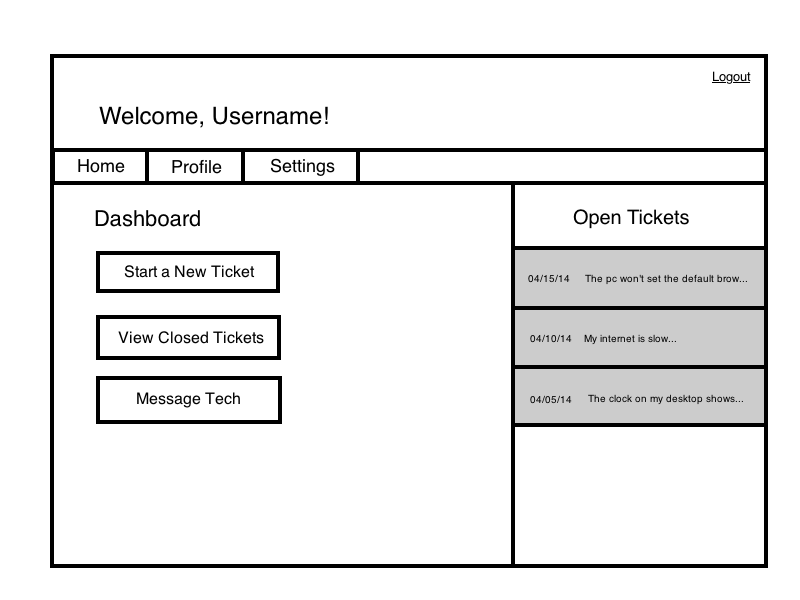 Logout
Welcome, Username!
Home Profile Settings
Dashboard
Start a New Ticket
View Closed Tickets
Message Tech
Open Tickets
04/15/14 The pc won't set the default brow...
04/10/14 My internet is slow...
04/05/14 The clock on my desktop shows...